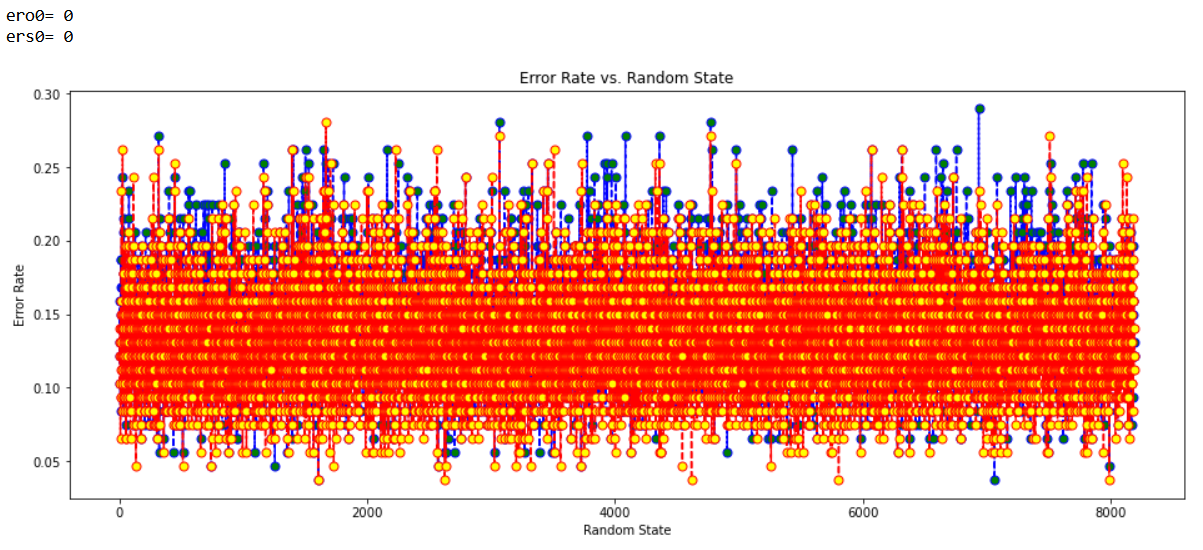 ero0= 0
ers0= 0
Error Rate vs. Random State
0.30
0.25
0.20
0.15
0.10
0.05
Error Rate
0 2000 4000 6000 8000
Random State